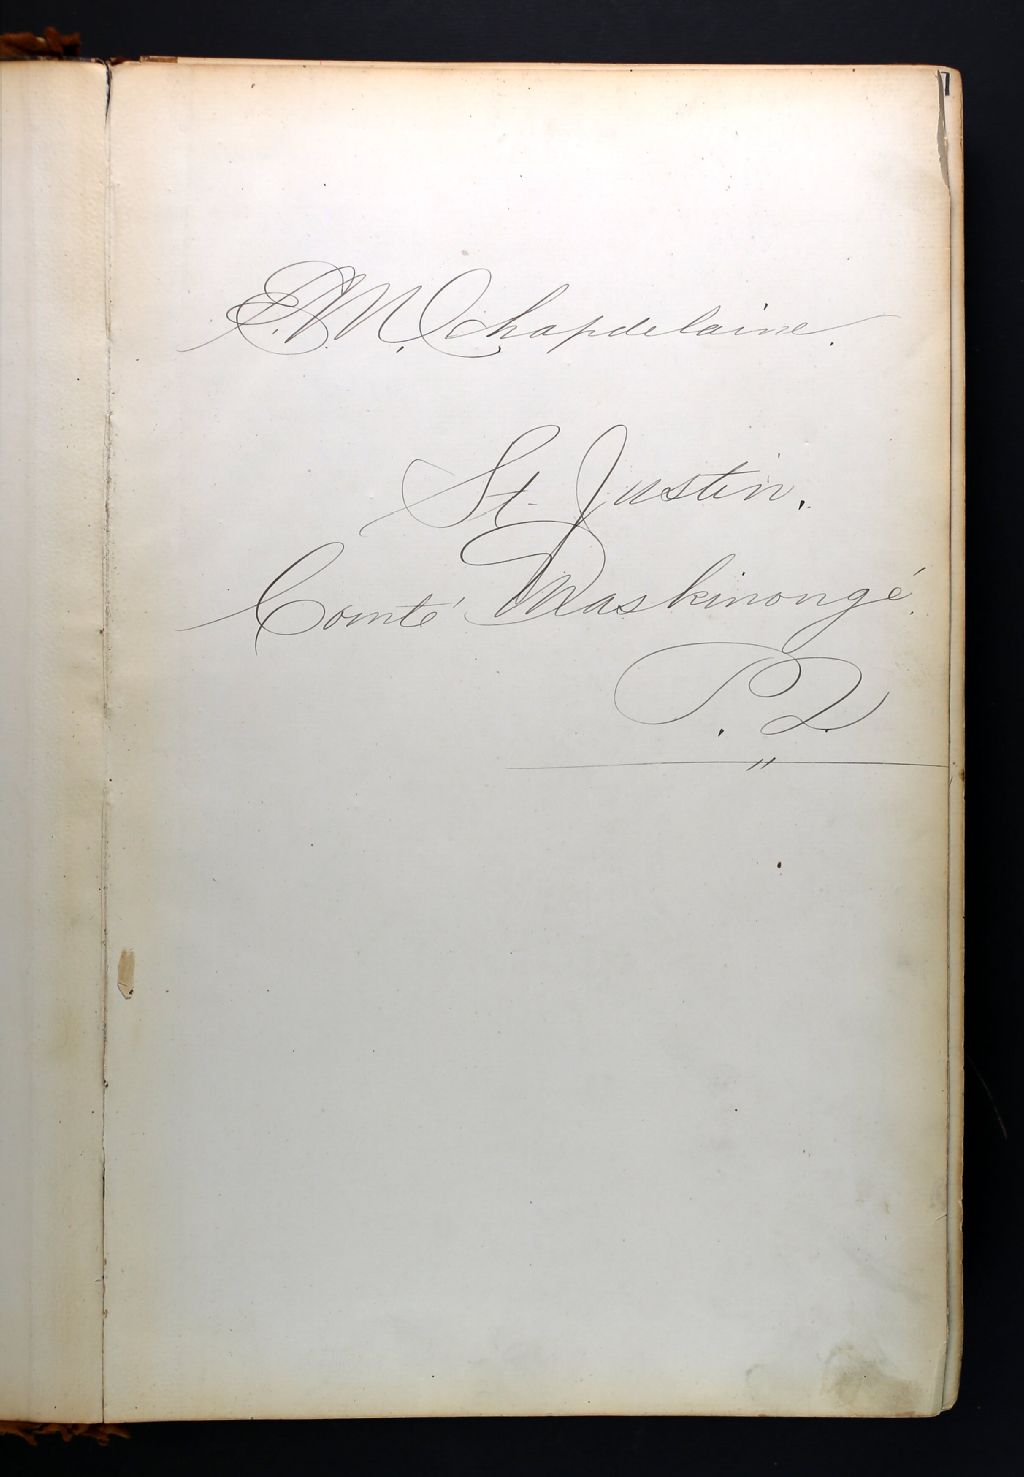 E. M. Chapdelaine.
St. Justin.
Comté Maskinongé.
P. Q.